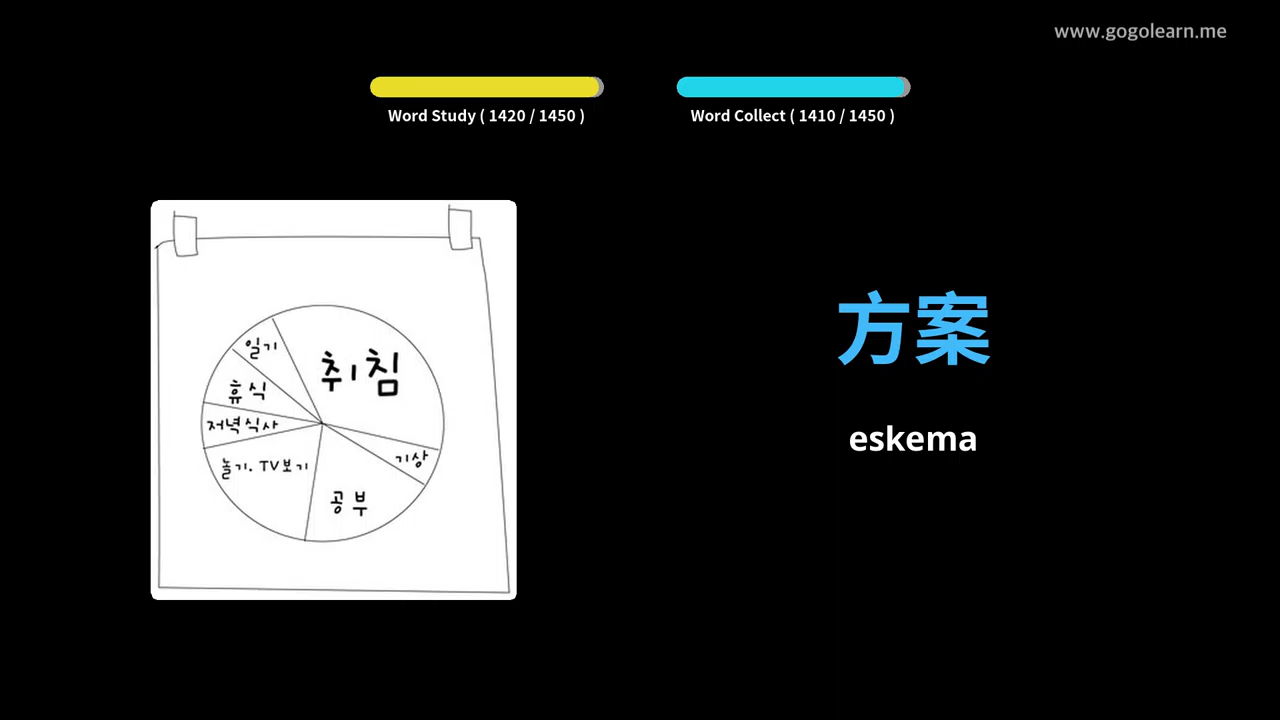 www.gogolearn.me
Word Study ( 1420 / 1450 )
Word Collect ( 1410 / 1450 )
일기
취침
휴식
저녁식사
놀기. TV보기
기상
공부
方案
eskema